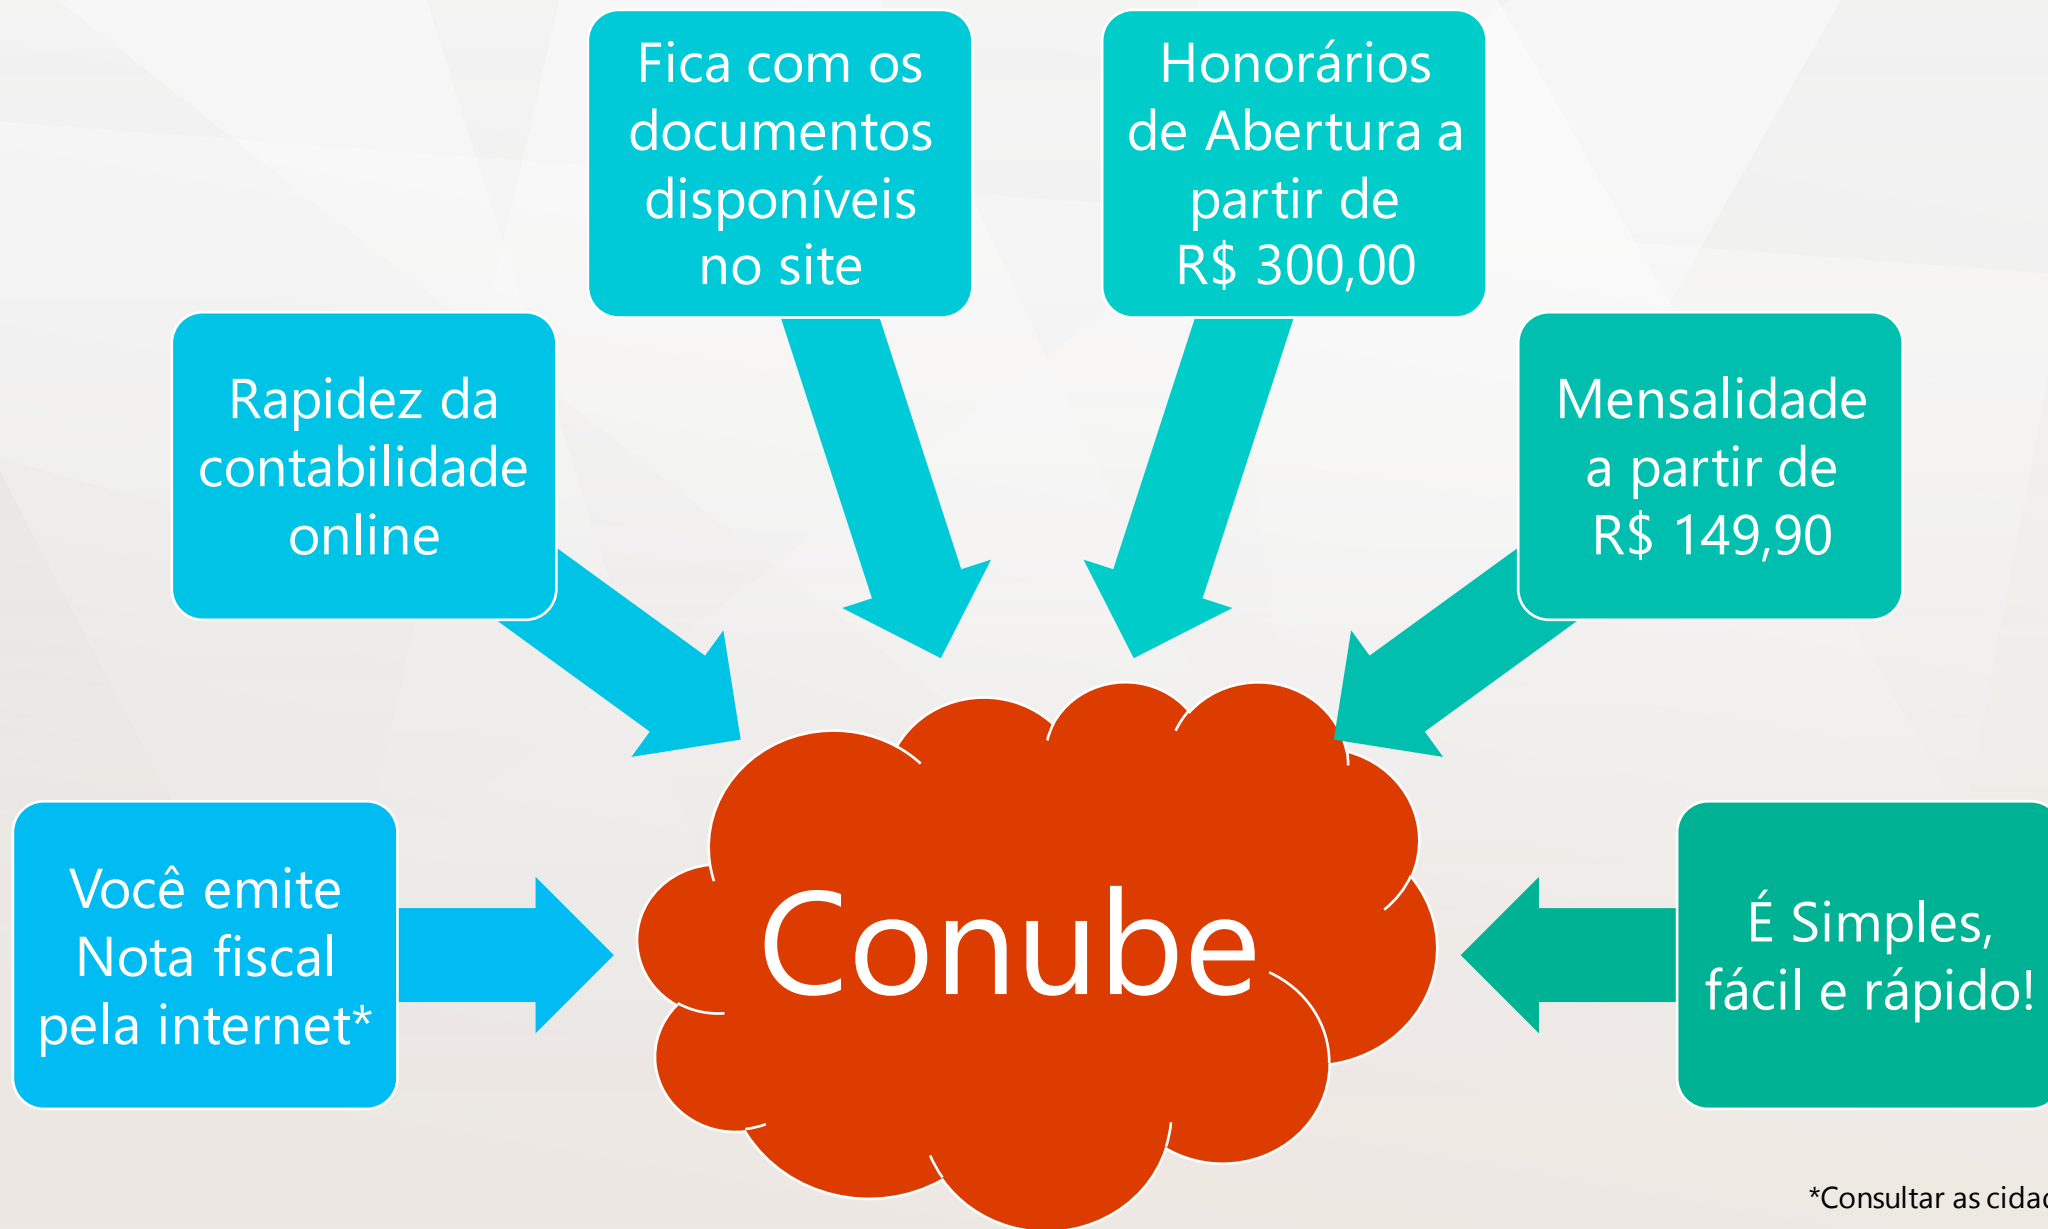 Fica com os
documentos
disponíveis
no site
Honorários
de Abertura a
partir de
R$ 300,00
Rapidez da
contabilidade
online
Mensalidade
a partir de
R$ 149,90
Você emite
Nota fiscal
pela internet*
Conube
É Simples,
fácil e rápido!
*Consultar as